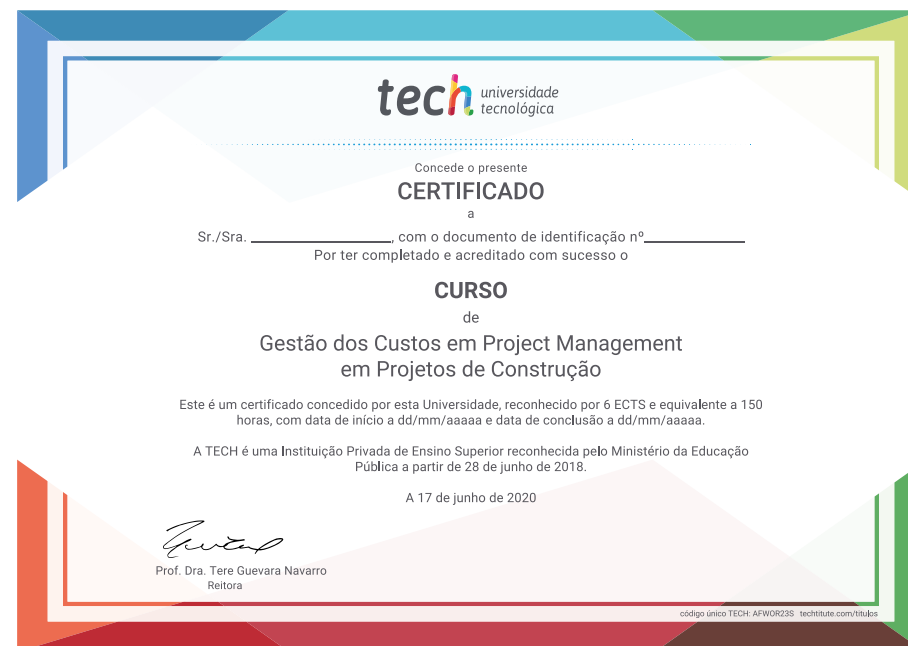 tech universidade
tecnológica
Concede o presente
CERTIFICADO
a
Sr./Sra. ____________________, com o documento de identificação nº______________
Por ter completado e acreditado com sucesso o
CURSO
de
Gestão dos Custos em Project Management
em Projetos de Construção
Este é um certificado concedido por esta Universidade, reconhecido por 6 ECTS e equivalente a 150
horas, com data de início a dd/mm/aaaaa e data de conclusão a dd/mm/aaaaa.
A TECH é uma Instituição Privada de Ensino Superior reconhecida pelo Ministério da Educação
Pública a partir de 28 de junho de 2018.
A 17 de junho de 2020
Prof. Dra. Tere Guevara Navarro
Reitora
código único TECH: AFWOR23S techtitute.com/titulos